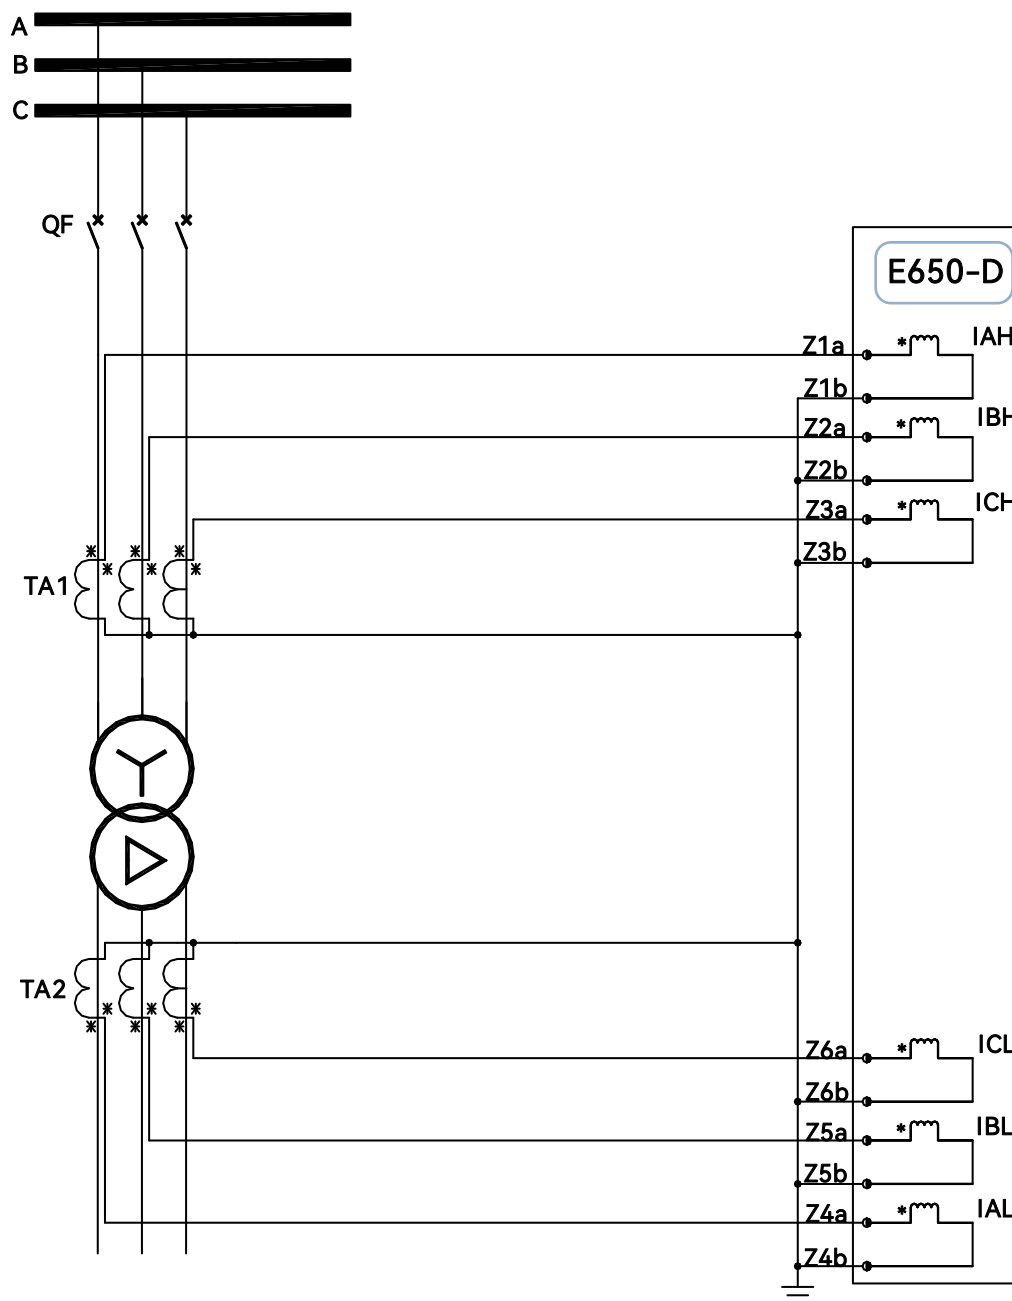 A
B
C
QF
E650-D
Z1a
IAH
Z1b
Z2a
IBH
Z2b
Z3a
ICH
Z3b
TA1
TA2
Z6a
ICL
Z6b
Z5a
IBL
Z5b
Z4a
IAL
Z4b